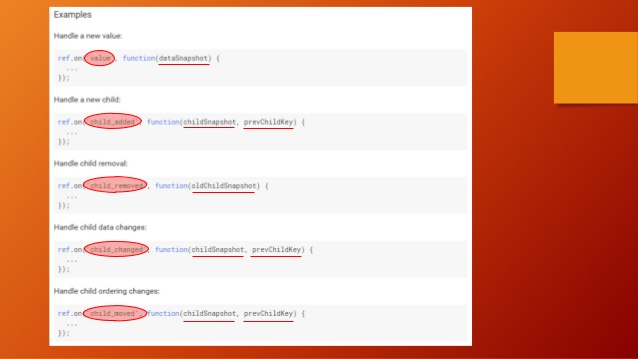 Examples
Handle a new value:
ref.on('value', function(dataSnapshot) {
...
});
Handle a new child:
ref.on('child_added', function(childSnapshot, prevChildKey) {
...
});
Handle child removal:
ref.on('child_removed', function(oldChildSnapshot) {
...
});
Handle child data changes:
ref.on('child_changed', function(childSnapshot, prevChildKey) {
...
});
Handle child ordering changes:
ref.on('child_moved', function(childSnapshot, prevChildKey) {
...
});